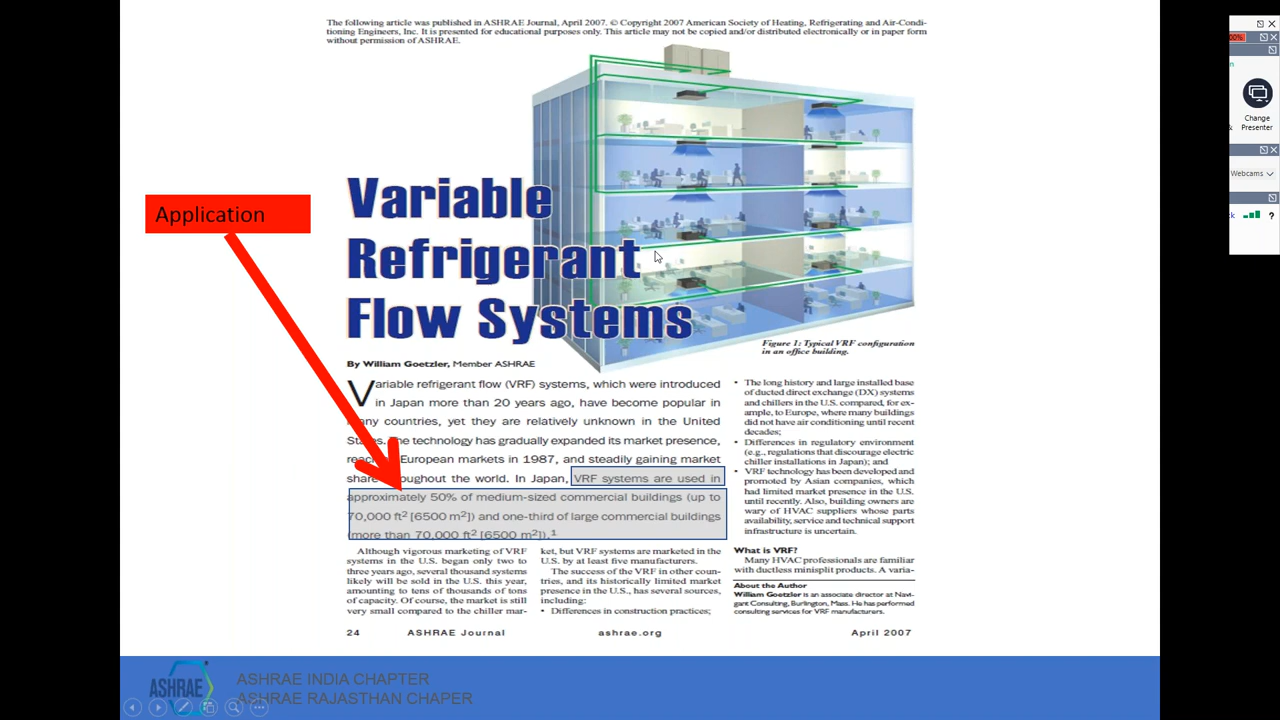 The following article was published in ASHRAE Journal, April 2007. © Copyright 2007 American Society of Heating, Refrigerating and Air-Condi-
tioning Engineers, Inc. It is presented for educational purposes only. This article may not be copied and/or distributed electronically or in paper form
without permission of ASHRAE.
Application
Variable
Refrigerant
Flow Systems
Figure 1: Typical VRF configuration
in an office building.
By William Goetzler, Member ASHRAE
Variable refrigerant flow (VRF) systems, which were introduced
in Japan more than 20 years ago, have become popular in
many countries, yet they are relatively unknown in the United
States. The technology has gradually expanded its market presence,
reaching European markets in 1987, and steadily gaining market
share throughout the world. In Japan, VRF systems are used in
approximately 50% of medium-sized commercial buildings (up to
70,000 ft² [6500 m²]) and one-third of large commercial buildings
(more than 70,000 ft² [6500 m²]).¹
Although vigorous marketing of VRF
systems in the U.S. began only two to
three years ago, several thousand systems
likely will be sold in the U.S. this year,
amounting to tens of thousands of tons
of capacity. Of course, the market is still
very small compared to the chiller mar-
ket, but VRF systems are marketed in the
U.S. by at least five manufacturers.
The success of the VRF in other coun-
tries, and its historically limited market
presence in the U.S., has several sources,
including:
• Differences in construction practices;
• The long history and large installed base
of ducted direct exchange (DX) systems
and chillers in the U.S. compared, for ex-
ample, to Europe, where many buildings
did not have air conditioning until recent
decades;
• Differences in regulatory environment
(e.g., regulations that discourage electric
chiller installations in Japan); and
• VRF technology has been developed and
promoted by Asian companies, which
had limited market presence in the U.S.
until recently. Also, building owners are
wary of HVAC suppliers whose parts
availability, service and technical support
infrastructure is uncertain.
What is VRF?
Many HVAC professionals are familiar
with ductless minisplit products. A varia-
About the Author
William Goetzler is an associate director at Navi-
gant Consulting, Burlington, Mass. He has performed
consulting services for VRF manufacturers.
24 ASHRAE Journal ashrae.org April 2007
ASHRAE
ASHRAE INDIA CHAPTER
ASHRAE RAJASTHAN CHAPER
Change
Presenter
Webcams
?